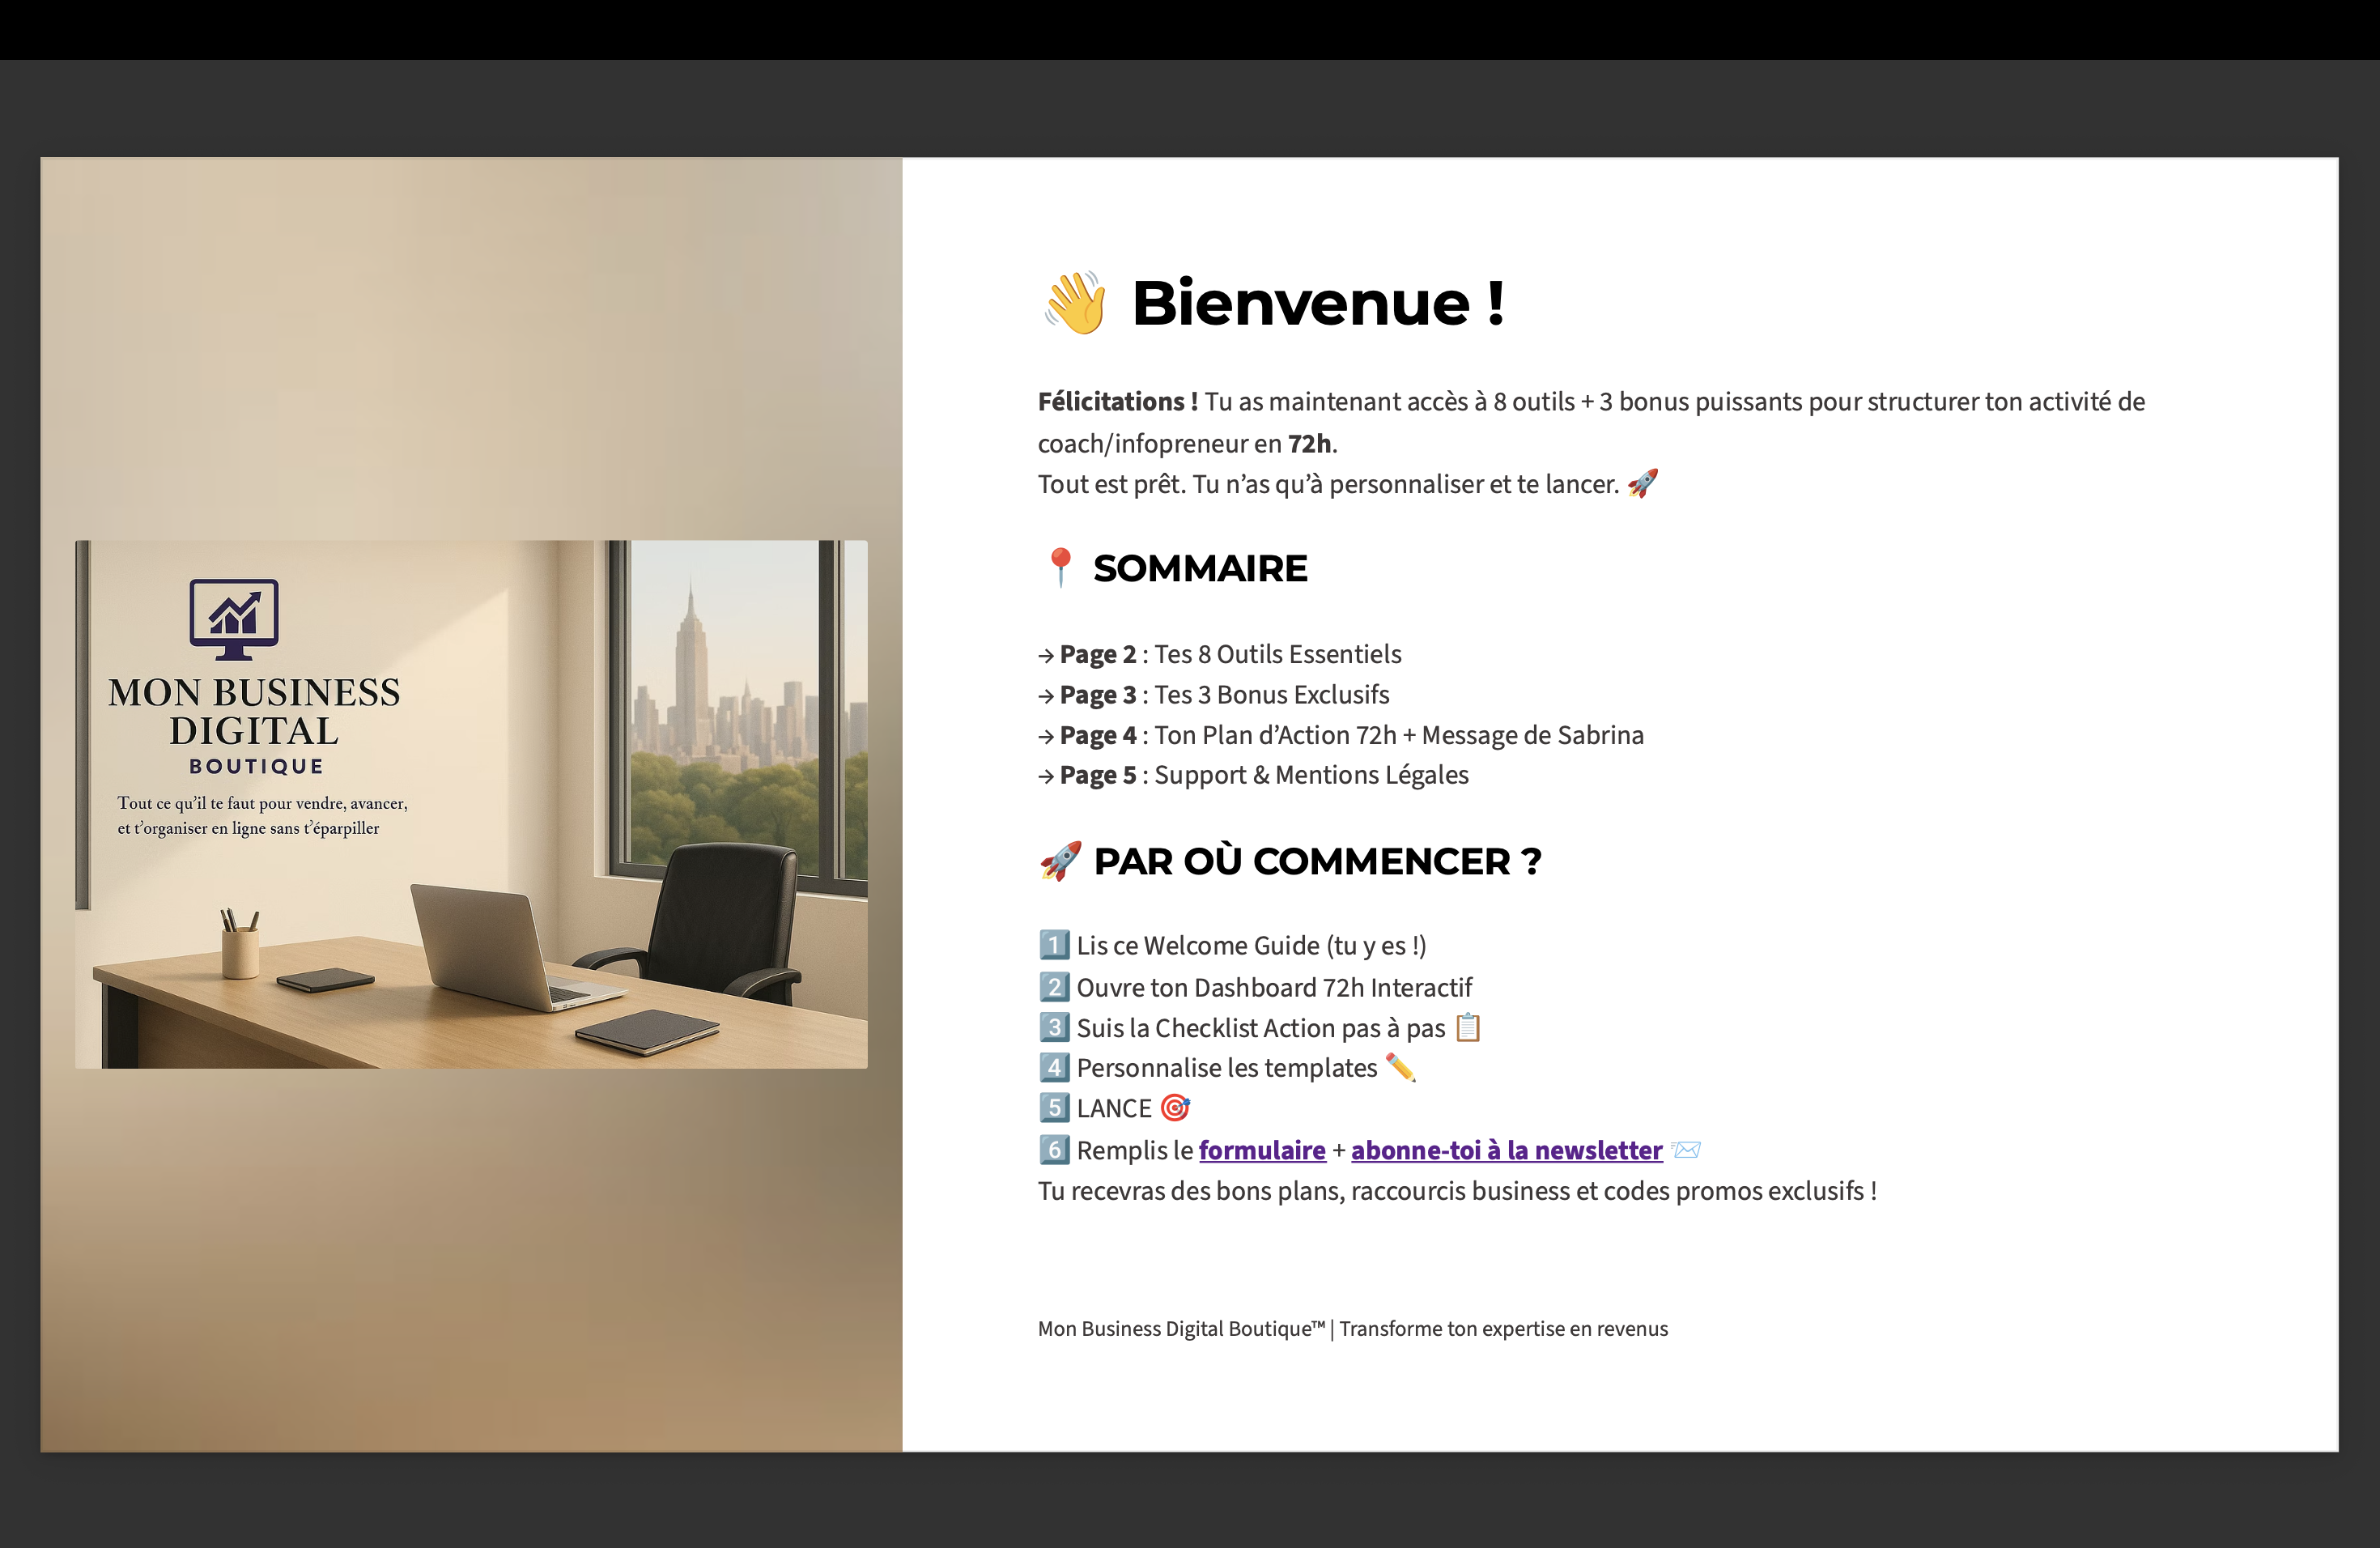 MON BUSINESS
DIGITAL
BOUTIQUE
Tout ce qu’il te faut pour vendre, avancer,
et t’organiser en ligne sans t’éparpiller
👋 Bienvenue !
Félicitations ! Tu as maintenant accès à 8 outils + 3 bonus puissants pour structurer ton activité de
coach/infopreneur en 72h.
Tout est prêt. Tu n’as qu’à personnaliser et te lancer. 🚀
📍 SOMMAIRE
→ Page 2 : Tes 8 Outils Essentiels
→ Page 3 : Tes 3 Bonus Exclusifs
→ Page 4 : Ton Plan d’Action 72h + Message de Sabrina
→ Page 5 : Support & Mentions Légales
🚀 PAR OÙ COMMENCER ?
1️⃣ Lis ce Welcome Guide (tu y es !)
2️⃣ Ouvre ton Dashboard 72h Interactif
3️⃣ Suis la Checklist Action pas à pas 📋
4️⃣ Personnalise les templates ✏️
5️⃣ LANCE 🎯
6️⃣ Remplis le formulaire + abonne-toi à la newsletter 📨
Tu recevras des bons plans, raccourcis business et codes promos exclusifs !
Mon Business Digital Boutique™ | Transforme ton expertise en revenus